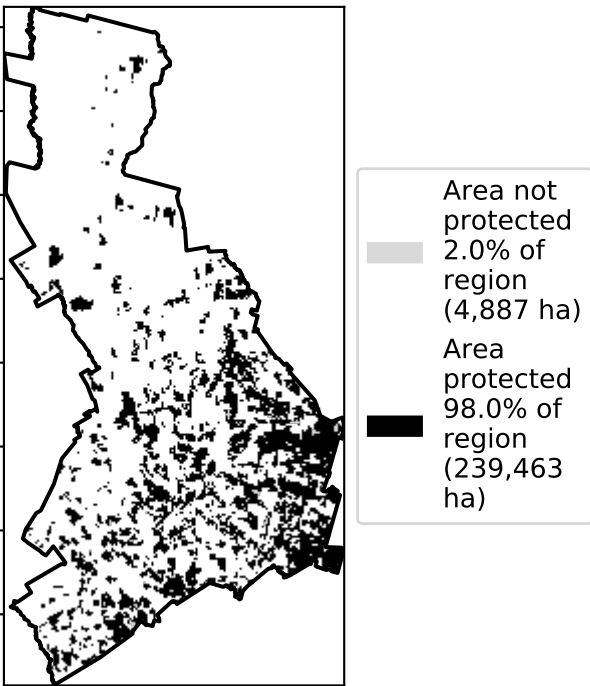 Area not
protected
2.0% of
region
(4,887 ha)
Area
protected
98.0% of
region
(239,463
ha)